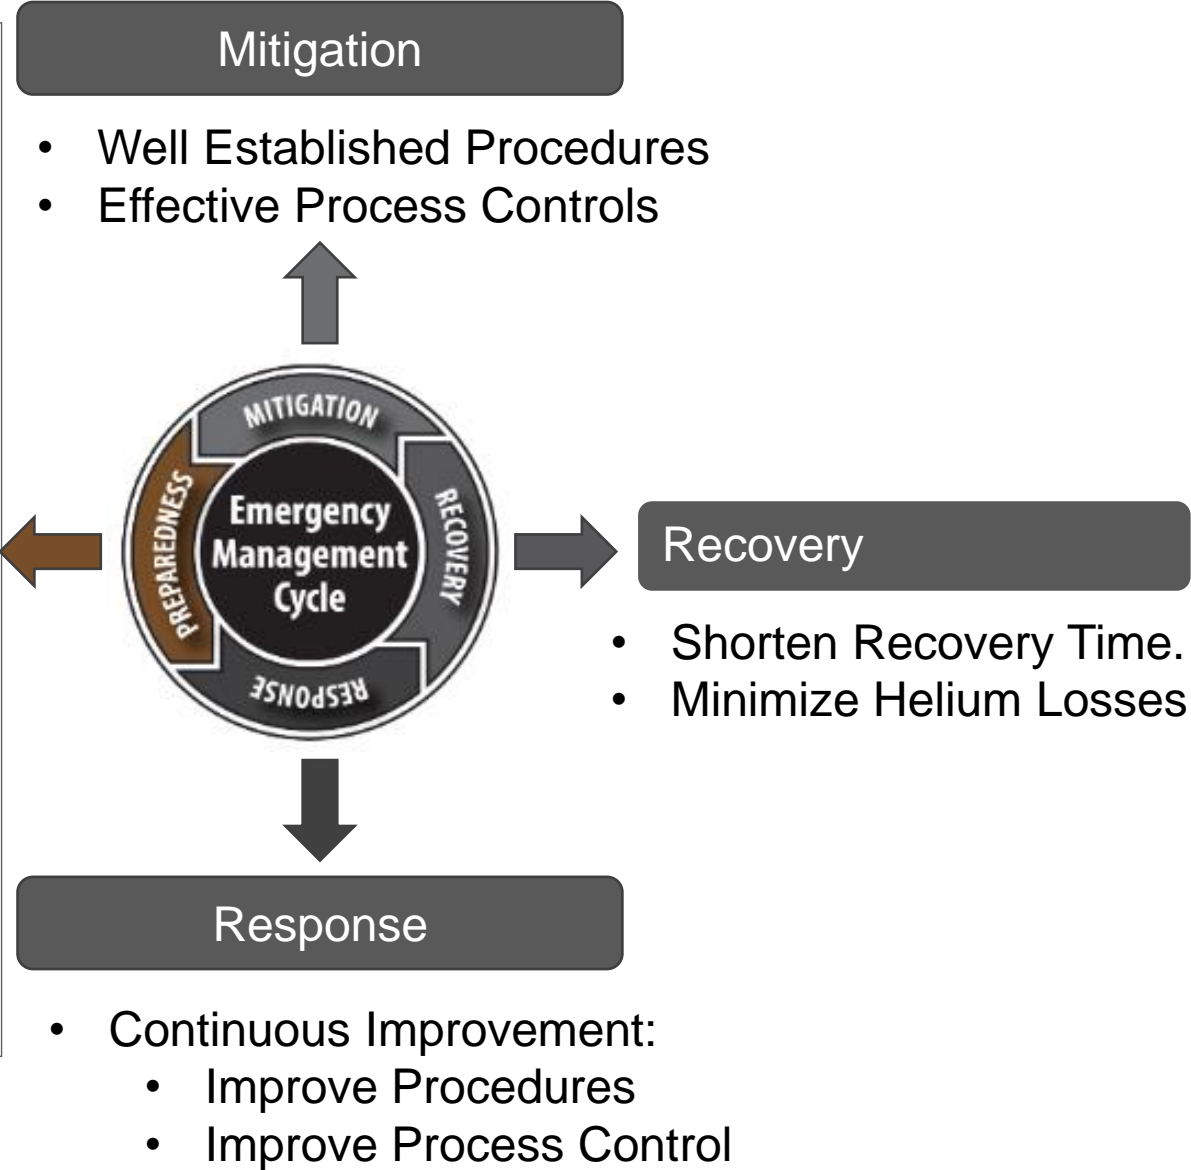 Mitigation
• Well Established Procedures
• Effective Process Controls
MITIGATION
PREPAREDNESS
Emergency
Management
Cycle
RECOVERY
RESPONSE
Recovery
• Shorten Recovery Time.
• Minimize Helium Losses
Response
• Continuous Improvement:
• Improve Procedures
• Improve Process Control